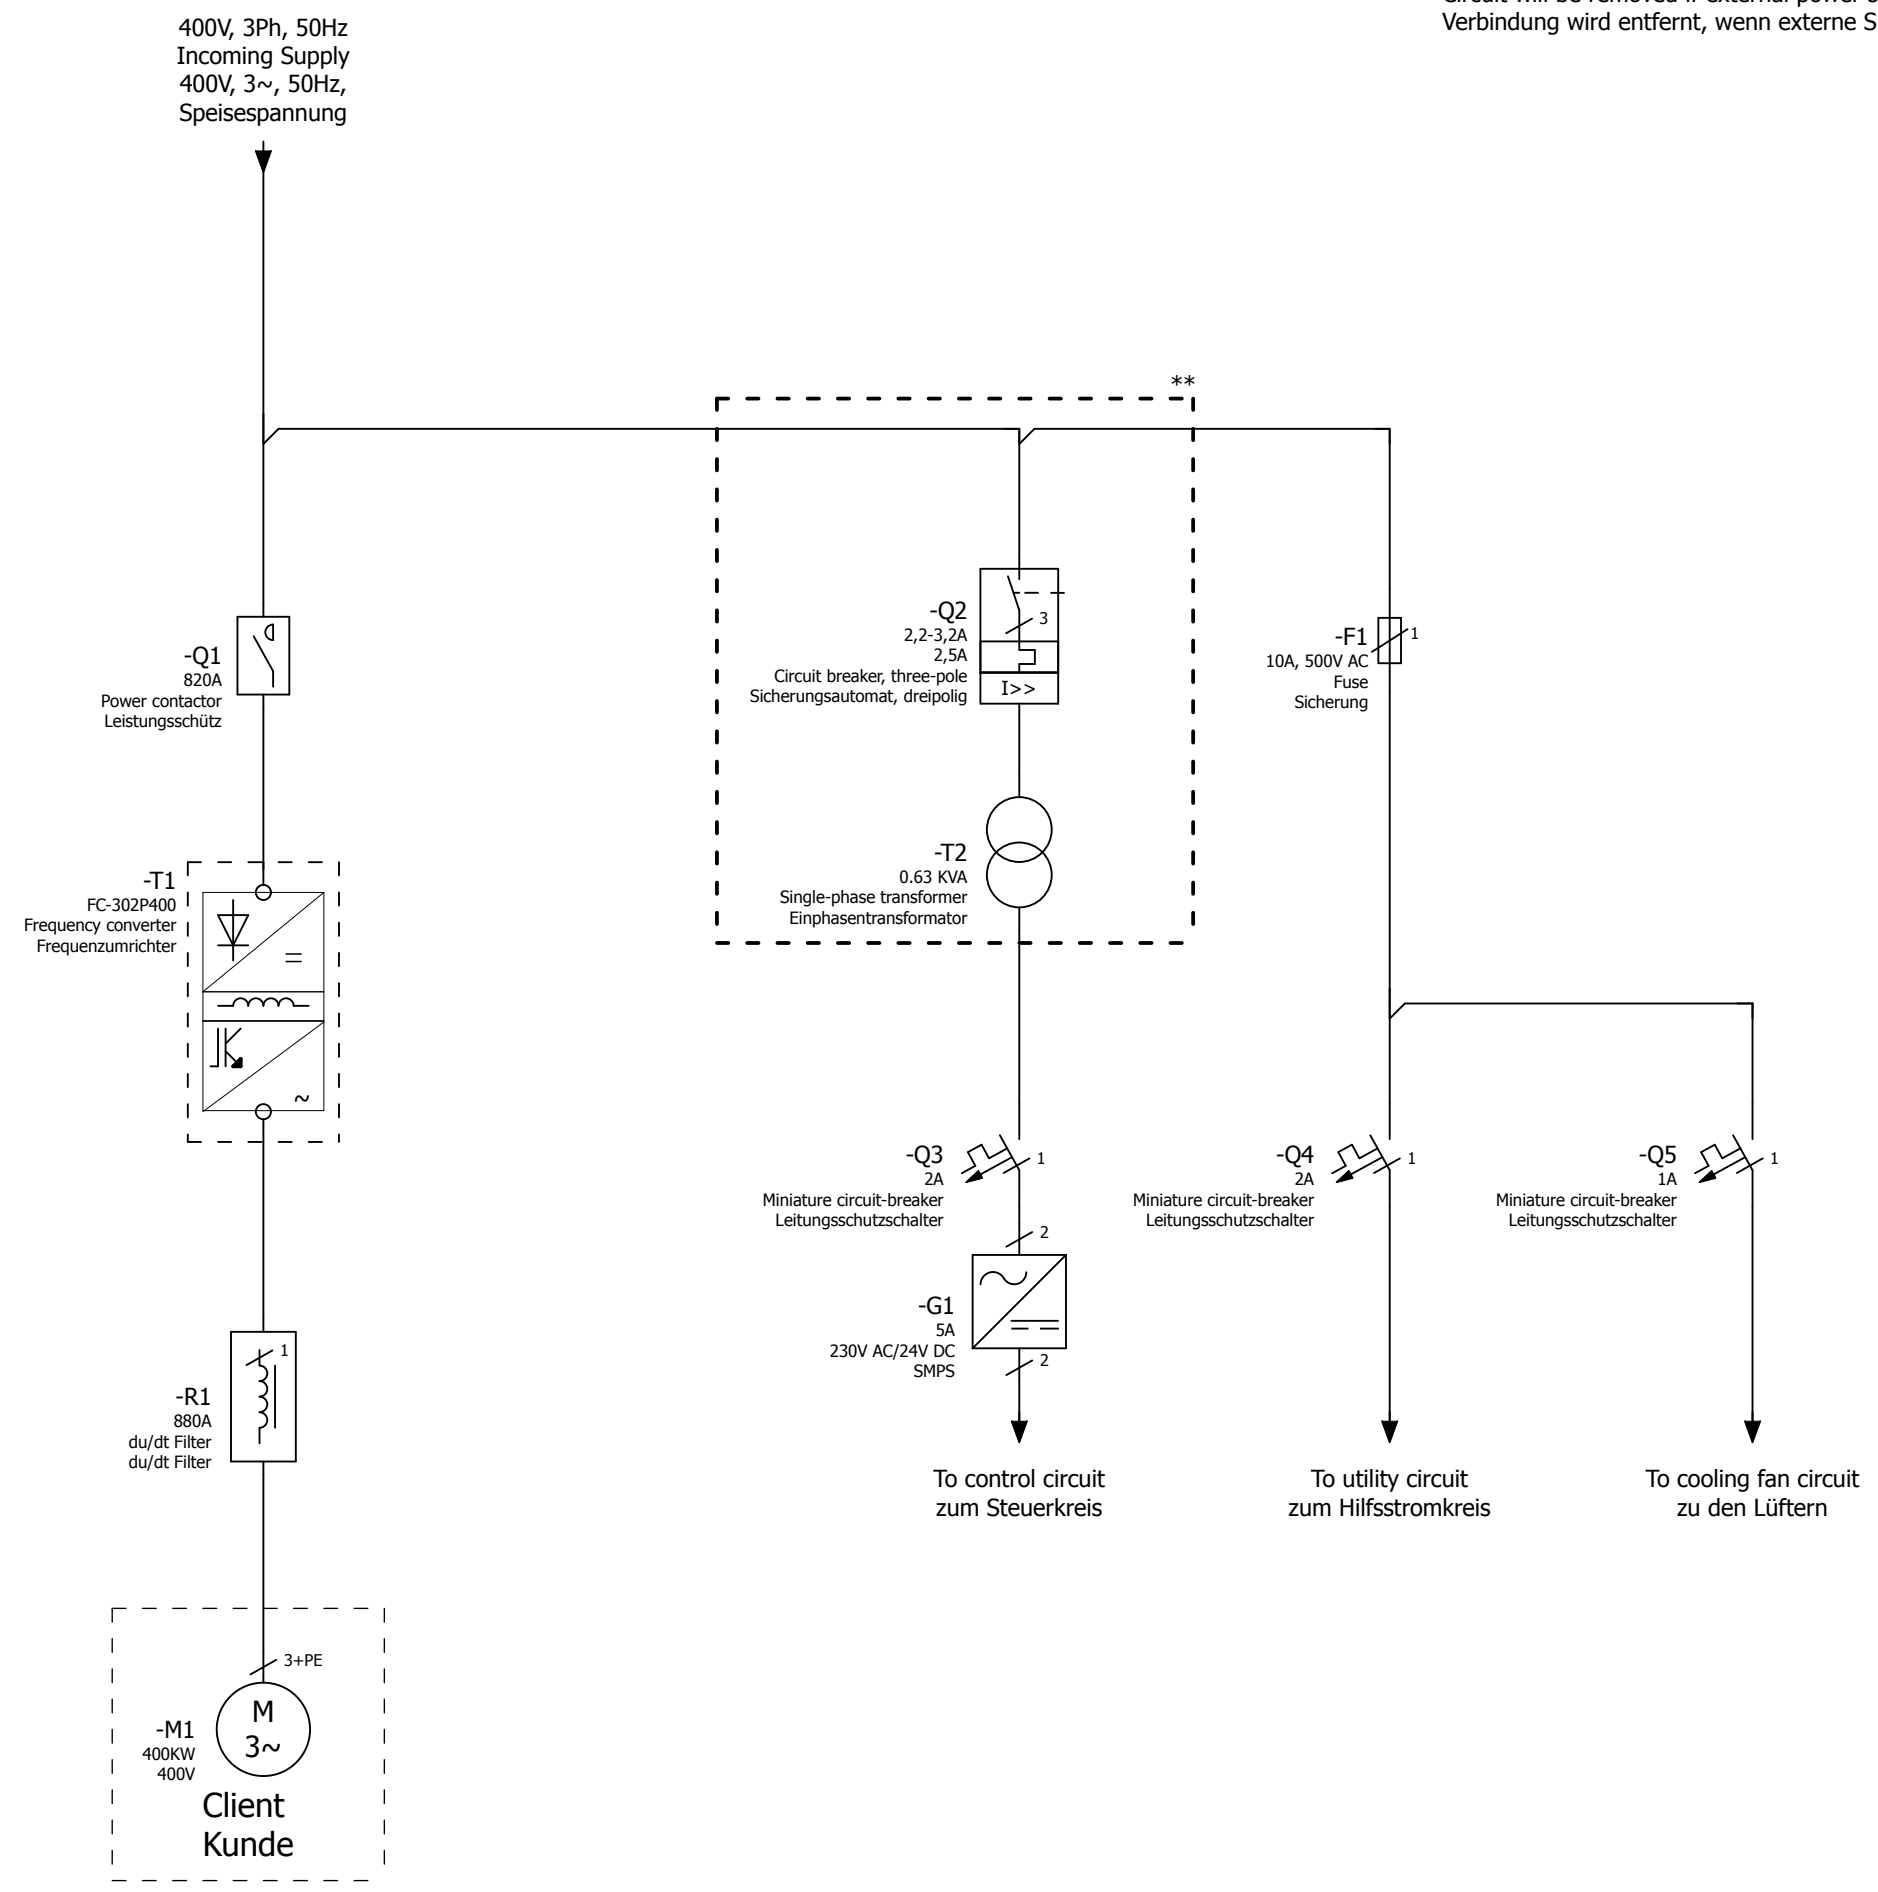 Verbindung wird entfernt, wenn externe S
400V, 3Ph, 50Hz
Incoming Supply
400V, 3~, 50Hz,
Speisespannung
**
-Q1
820A
Power contactor
Leistungsschütz
-Q2
2,2-3,2A
2,5A
Circuit breaker, three-pole
Sicherungsautomat, dreipolig
3
I>>
-F1
10A, 500V AC
Fuse
Sicherung
1
-T1
FC-302P400
Frequency converter
Frequenzumrichter
=
~
-T2
0.63 KVA
Single-phase transformer
Einphasentransformator
-Q3
2A
Miniature circuit-breaker
Leitungsschutzschalter
1
-Q4
2A
Miniature circuit-breaker
Leitungsschutzschalter
1
-Q5
1A
Miniature circuit-breaker
Leitungsschutzschalter
1
2
-G1
5A
230V AC/24V DC
SMPS
2
-R1
880A
du/dt Filter
du/dt Filter
1
To control circuit
zum Steuerkreis
To utility circuit
zum Hilfsstromkreis
To cooling fan circuit
zu den Lüftern
3+PE
-M1
400KW
400V
M
3~
Client
Kunde